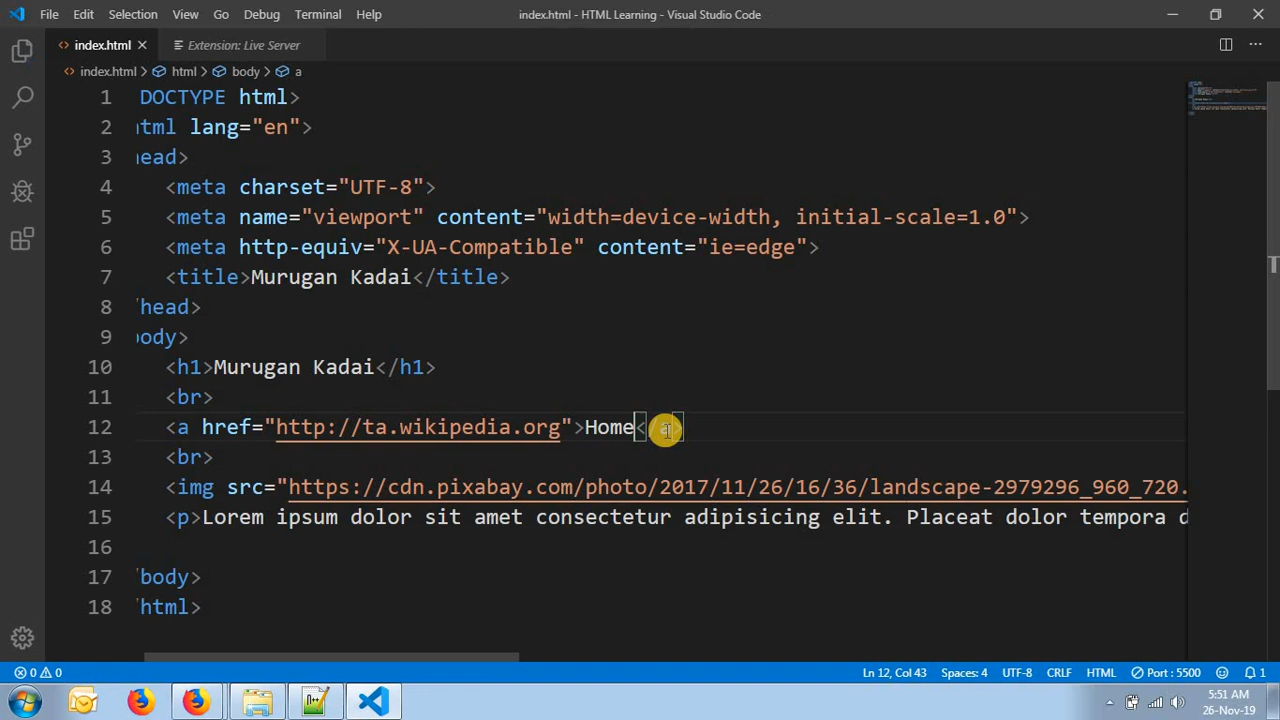 File Edit Selection View Go Debug Terminal Help index.html - HTML Learning - Visual Studio Code
index.html Extension: Live Server
index.html html body a
1 DOCTYPE html>
2 html lang="en">
3 head>
4 <meta charset="UTF-8">
5 <meta name="viewport" content="width=device-width, initial-scale=1.0">
6 <meta http-equiv="X-UA-Compatible" content="ie=edge">
7 <title>Murugan Kadai</title>
8 /head>
9 body>
10 <h1>Murugan Kadai</h1>
11 <br>
12 <a href="http://ta.wikipedia.org">Home</a>
13 <br>
14 <img src="https://cdn.pixabay.com/photo/2017/11/26/16/36/landscape-2979296_960_720.
15 <p>Lorem ipsum dolor sit amet consectetur adipisicing elit. Placeat dolor tempora d
16
17 /body>
18 /html>
0 0 Ln 12, Col 43 Spaces: 4 UTF-8 CRLF HTML Port : 5500 1
5:51 AM
26-Nov-19